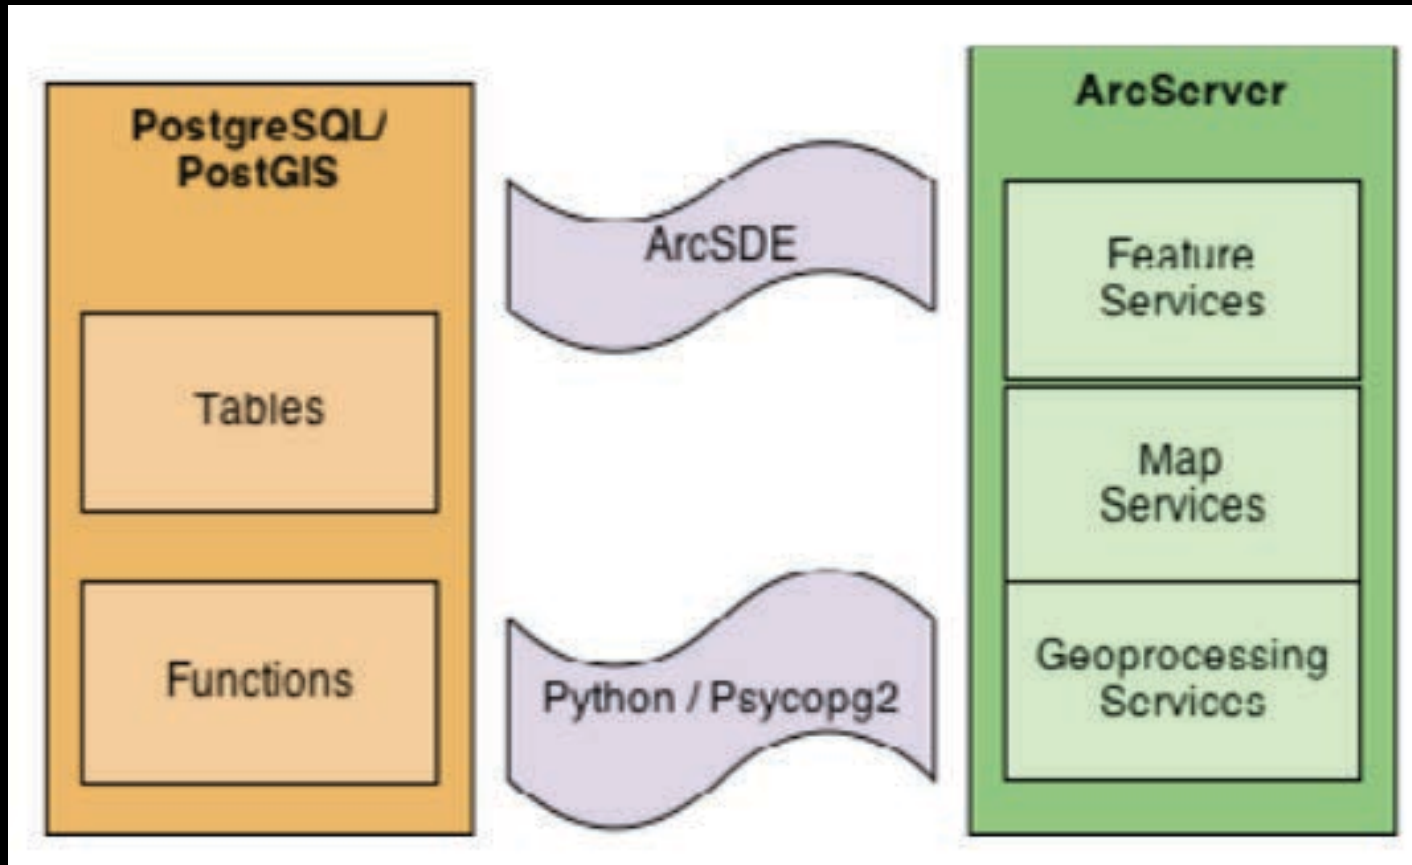 PostgreSQL/
PostGIS
Tables
Functions
ArcSDE
Python / Psycopg2
ArcServer
Feature
Services
Map
Services
Geoprocessing
Services